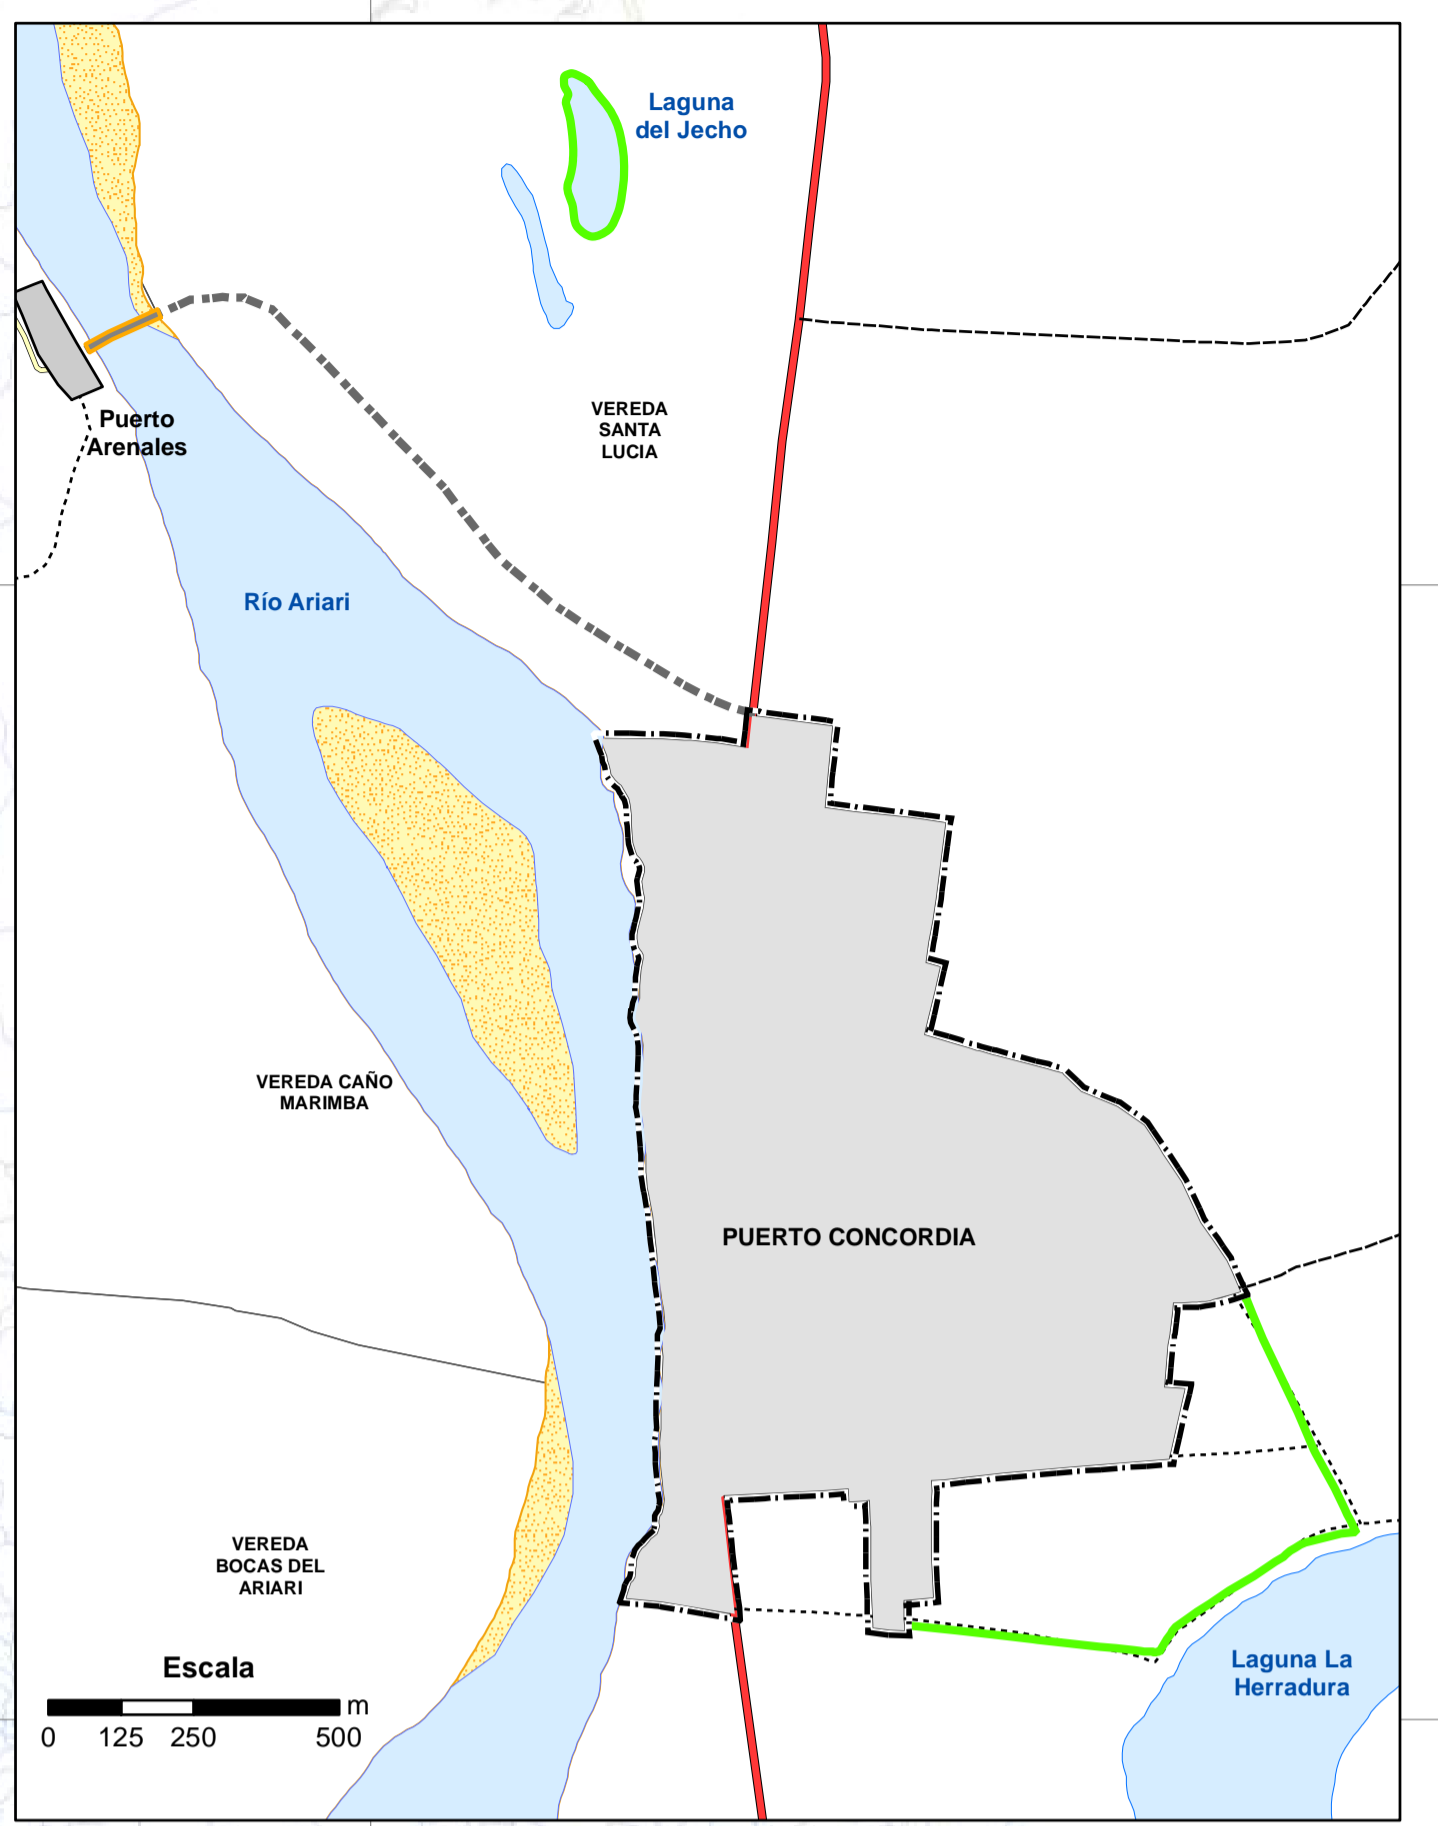 Laguna
del Jecho
VEREDA
SANTA
LUCIA
Puerto
Arenales
Río Ariari
VEREDA CAÑO
MARIMBA
PUERTO CONCORDIA
VEREDA
BOCAS DEL
ARIARI
Laguna La
Herradura
Escala
m
0 125 250 500